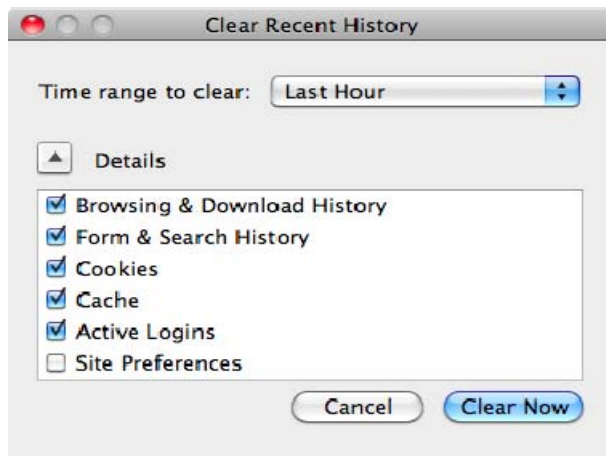 Clear Recent History
Time range to clear: Last Hour
Details
Browsing & Download History
Form & Search History
Cookies
Cache
Active Logins
Site Preferences
Cancel Clear Now